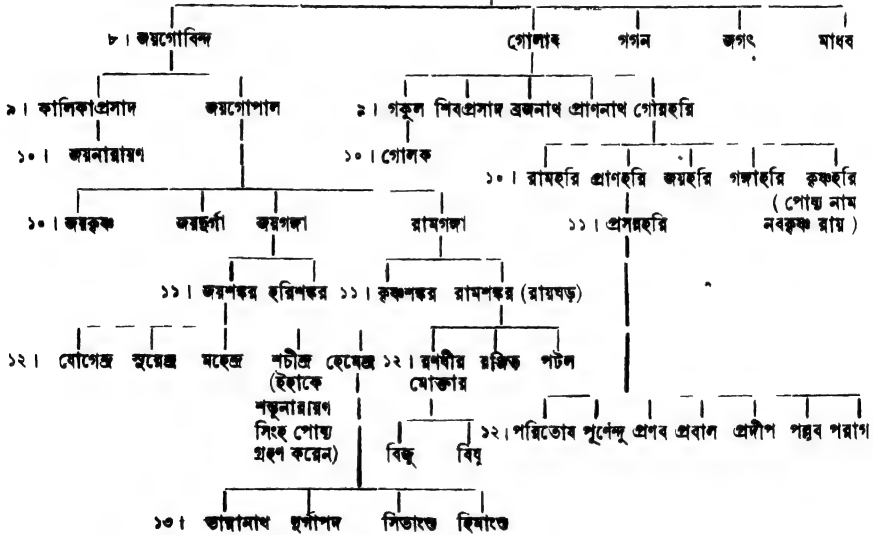 ৮। জয়গোবিন্দ গোলাব গগন জগৎ মাধব
৯। কালিকাপ্রসাদ জয়গোপাল ৯। গকুল শিবপ্রসাদ ব্রজনাথ প্রাণনাথ গৌরহরি
১০। জয়নারায়ণ ১০। গোলক
১০। রামহরি প্রাণহরি জয়হরি গঙ্গাহরি কৃষ্ণহরি
(পোষ্য নাম
নবকৃষ্ণ রায়)
১০। জয়কৃষ্ণ জয়দুর্গা জয়গঙ্গা রামগঙ্গা ১১। প্রসন্নহরি
১১। জয়শঙ্কর হরিশঙ্কর ১১। কৃষ্ণশঙ্কর রামশঙ্কর (রায়ঘড়)
১২। যোগেন্দ্র সুরেন্দ্র মহেন্দ্র শচীন্দ্র হেমেন্দ্র ১২। রণধীর রঞ্জিত পটল
(ইহাকে মোক্তার
শম্ভুনারায়ণ
সিংহ পোষ্য
গ্রহণ করেন) বিজু বিষু
১২। পরিতোষ পূর্ণেন্দু প্রণব প্রবাল প্রদীপ পল্লব পরাগ
১৩। তারানাথ দুর্গাপদ সিতাংশু হিমাংশু